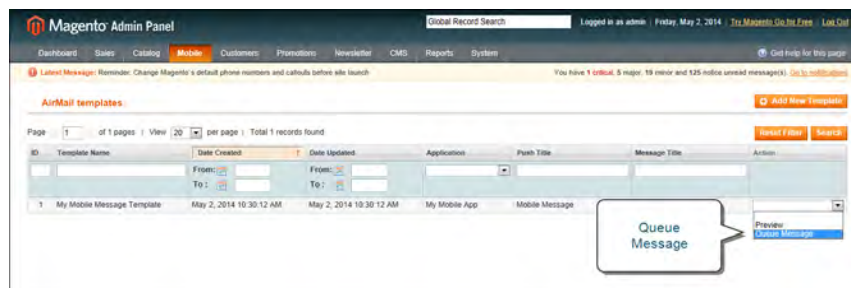 Magento Admin Panel
Global Record Search
Logged in as admin | Friday, May 2, 2014 | Try Magento Go for Free | Log Out
Dashboard Sales Catalog Mobile Customers Promotions Newsletter CMS Reports System
Get help for this page
Latest Message: Reminder: Change Magento's default phone numbers and callouts before site launch
You have 1 critical, 5 major, 19 minor and 125 notice unread message(s). Go to notifications
AirMail templates
Add New Template
Page 1 of 1 pages | View 20 per page | Total 1 records found
Reset Filter Search
ID Template Name Date Created Date Updated Application Push Title Message Title Action
From: From:
To : To :
1 My Mobile Message Template May 2, 2014 10:30:12 AM May 2, 2014 10:30:12 AM My Mobile App Mobile Message
Preview
Queue Message
Queue
Message